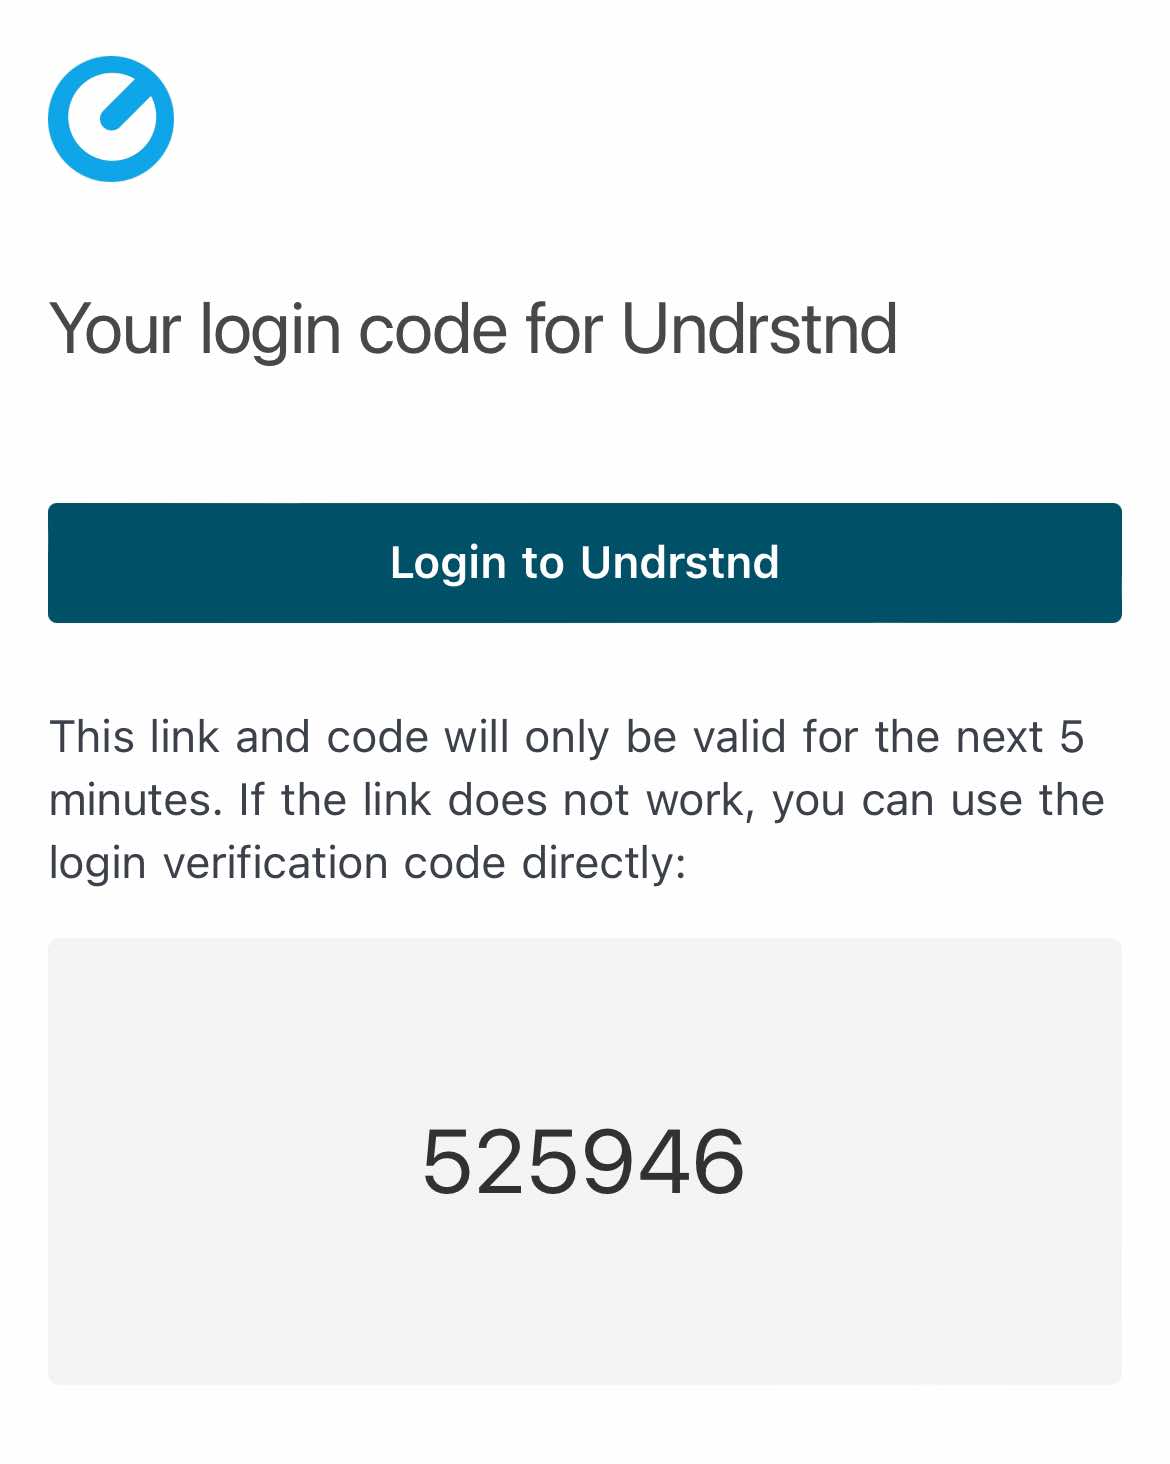 Your login code for Undrstnd
Login to Undrstnd
This link and code will only be valid for the next 5
minutes. If the link does not work, you can use the
login verification code directly:
525946